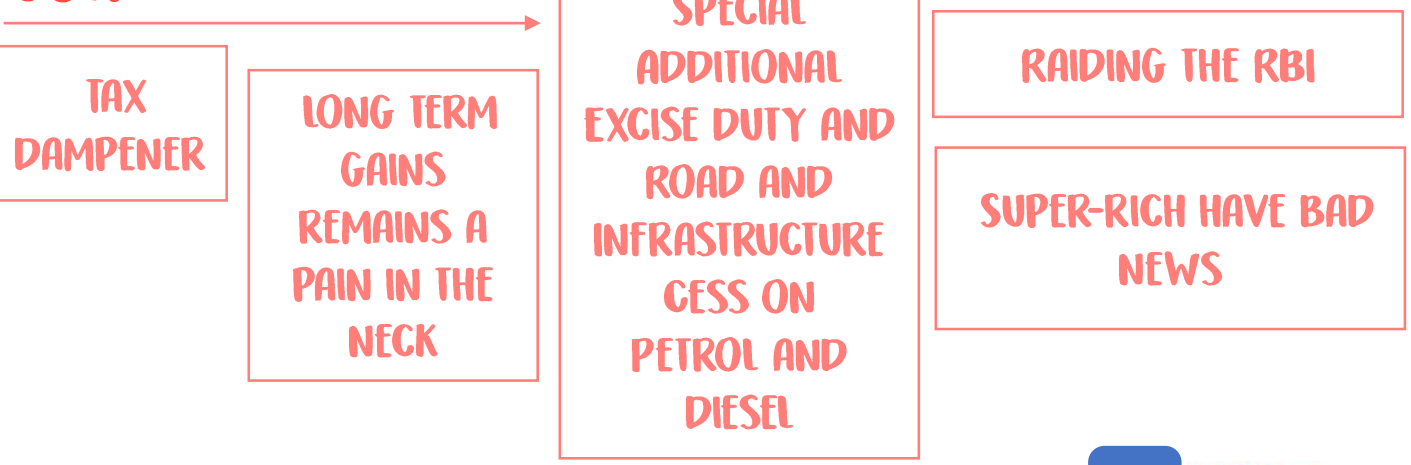 TAX
DAMPENER
LONG TERM
GAINS
REMAINS A
PAIN IN THE
NECK
SPECIAL
ADDITIONAL
EXCISE DUTY AND
ROAD AND
INFRASTRUCTURE
CESS ON
PETROL AND
DIESEL
RAIDING THE RBI
SUPER-RICH HAVE BAD
NEWS